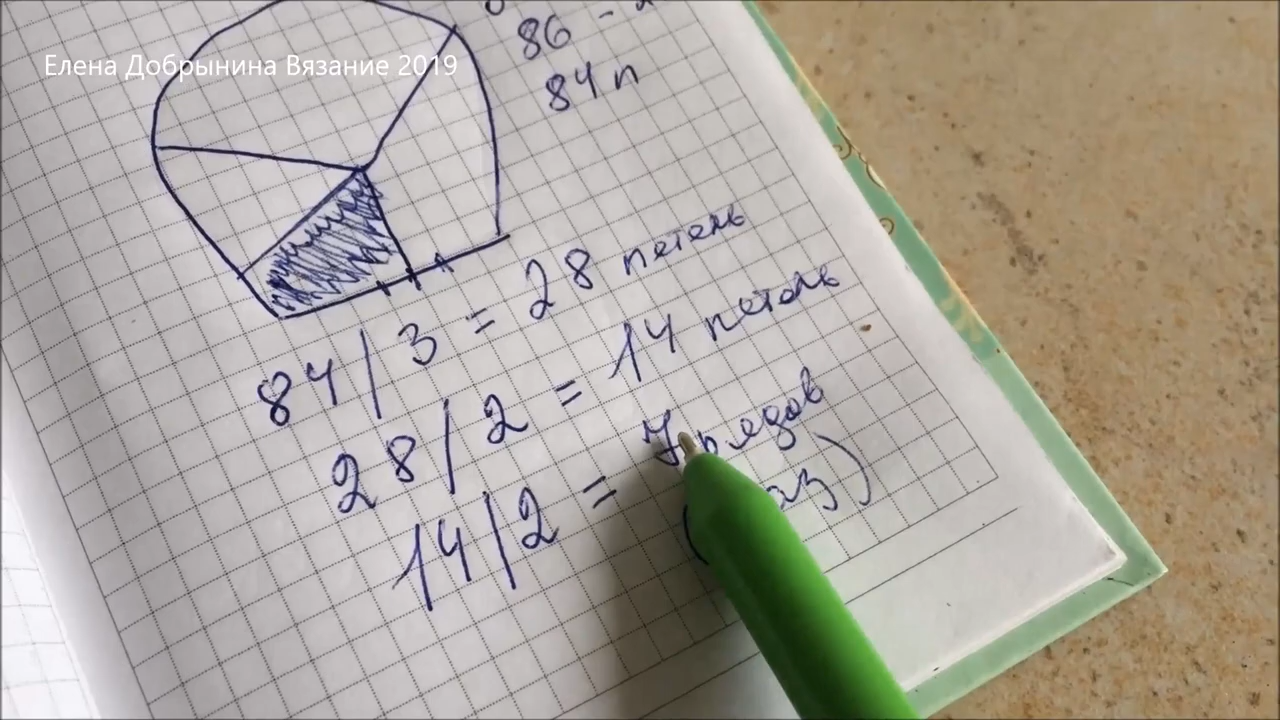 Елена Добрынина Вязание 2019
86 -
84 п
84 / 3 = 28 петель
28 / 2 = 14 петель
14 / 2 = 7 рядов